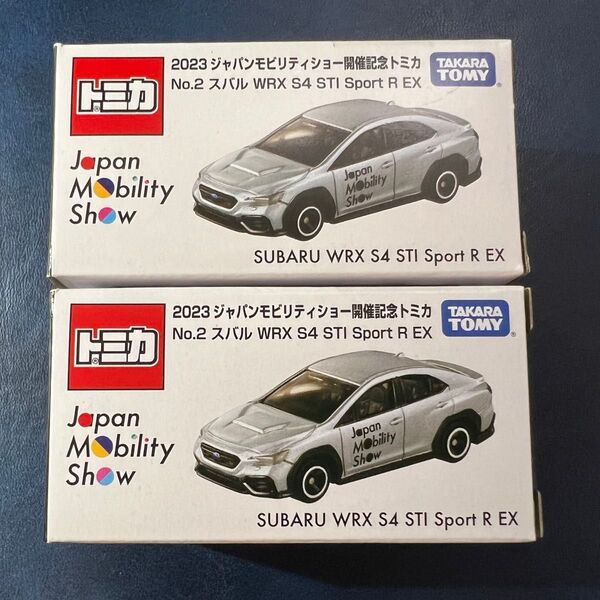 トミカ
2023 ジャパンモビリティショー開催記念トミカ
No.2 スバル WRX S4 STI Sport R EX
TAKARA
TOMY
Japan
Mobility
Show
Japan
Mobility
Show
SUBARU WRX S4 STI Sport R EX
トミカ
2023 ジャパンモビリティショー開催記念トミカ
No.2 スバル WRX S4 STI Sport R EX
TAKARA
TOMY
Japan
Mobility
Show
Japan
Mobility
Show
SUBARU WRX S4 STI Sport R EX